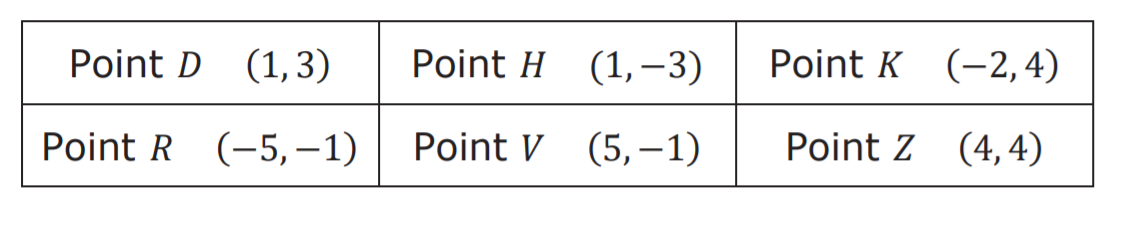 Point D (1,3) Point H (1,−3) Point K (−2,4)
Point R (−5,−1) Point V (5,−1) Point Z (4,4)